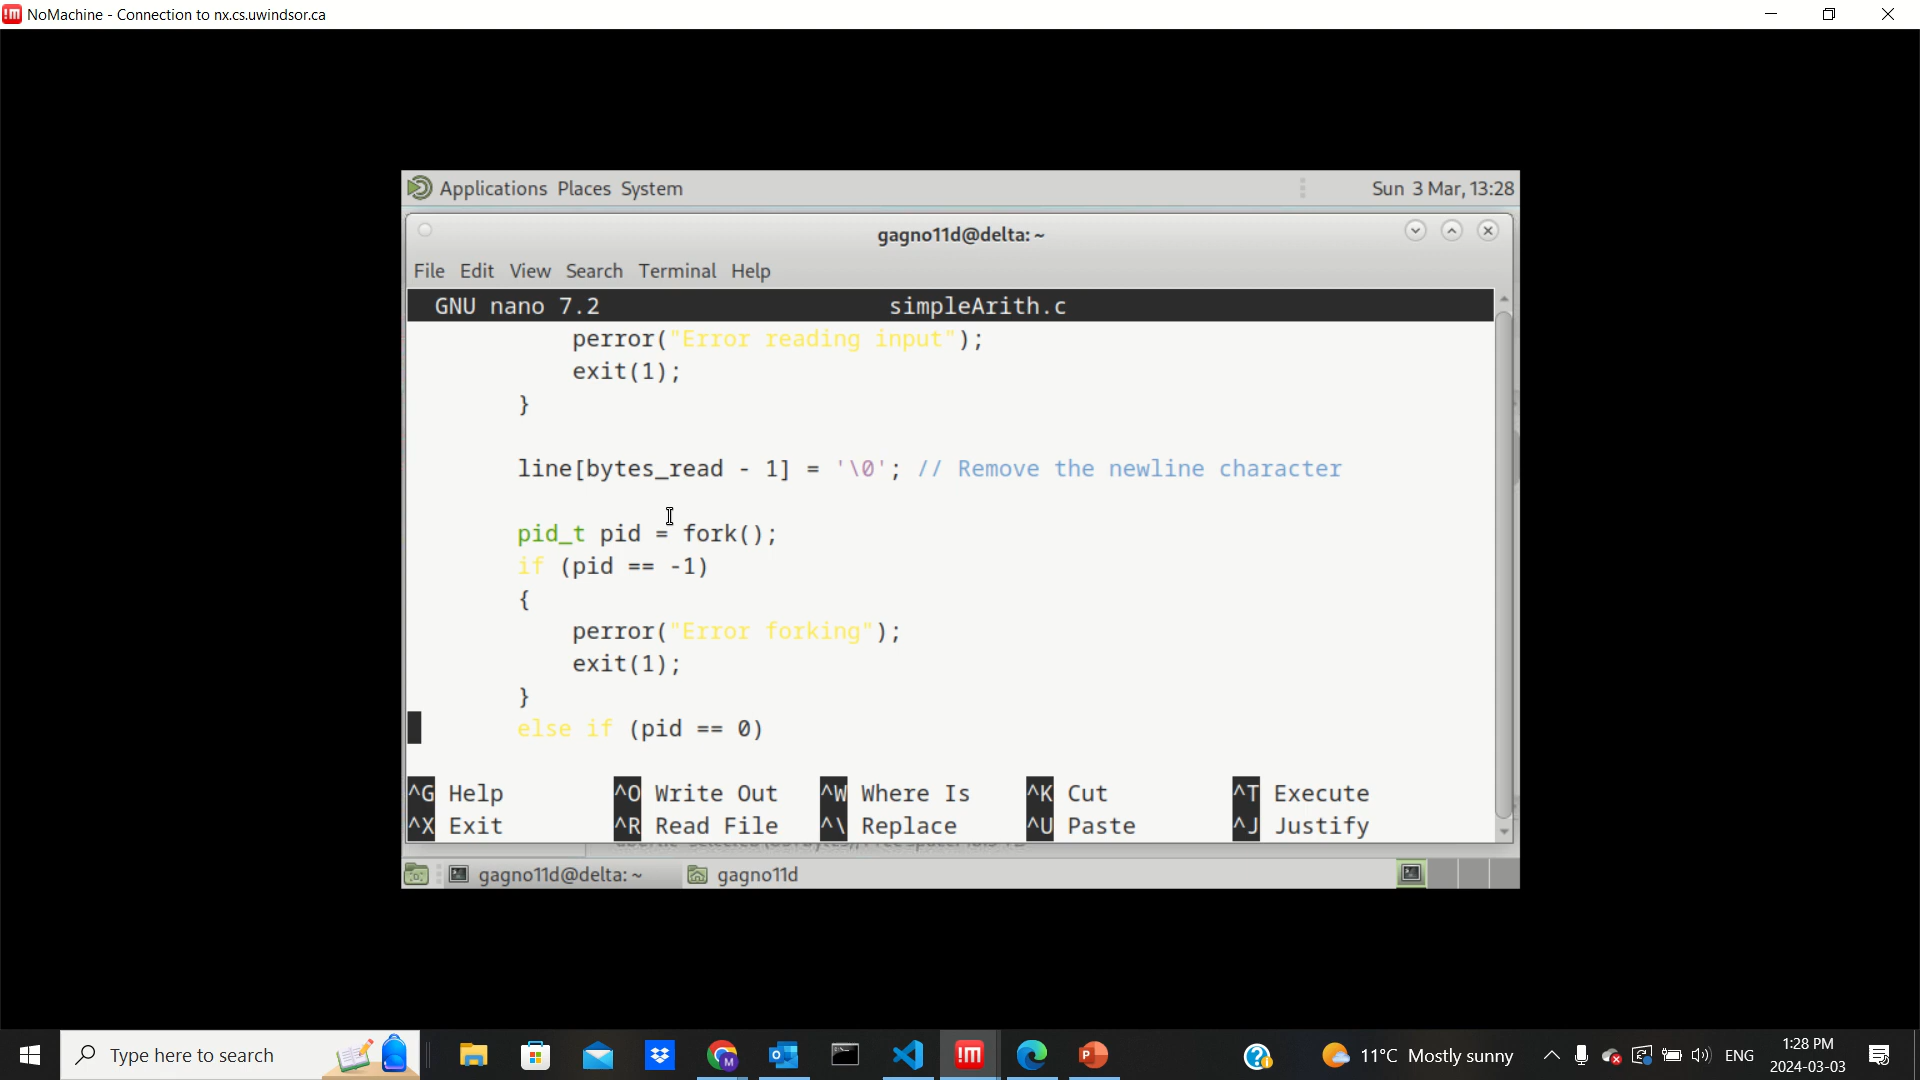 NoMachine - Connection to nx.cs.uwindsor.ca
Applications Places System
Sun 3 Mar, 13:28
gagno11d@delta: ~
File Edit View Search Terminal Help
GNU nano 7.2 simpleArith.c
perror("Error reading input");
exit(1);
}
line[bytes_read - 1] = '\0'; // Remove the newline character
pid_t pid = fork();
if (pid == -1)
{
perror("Error forking");
exit(1);
}
else if (pid == 0)
^G Help ^O Write Out ^W Where Is ^K Cut ^T Execute
^X Exit ^R Read File ^\ Replace ^U Paste ^J Justify
gagno11d@delta: ~ gagno11d
Type here to search
11°C Mostly sunny
ENG
1:28 PM
2024-03-03